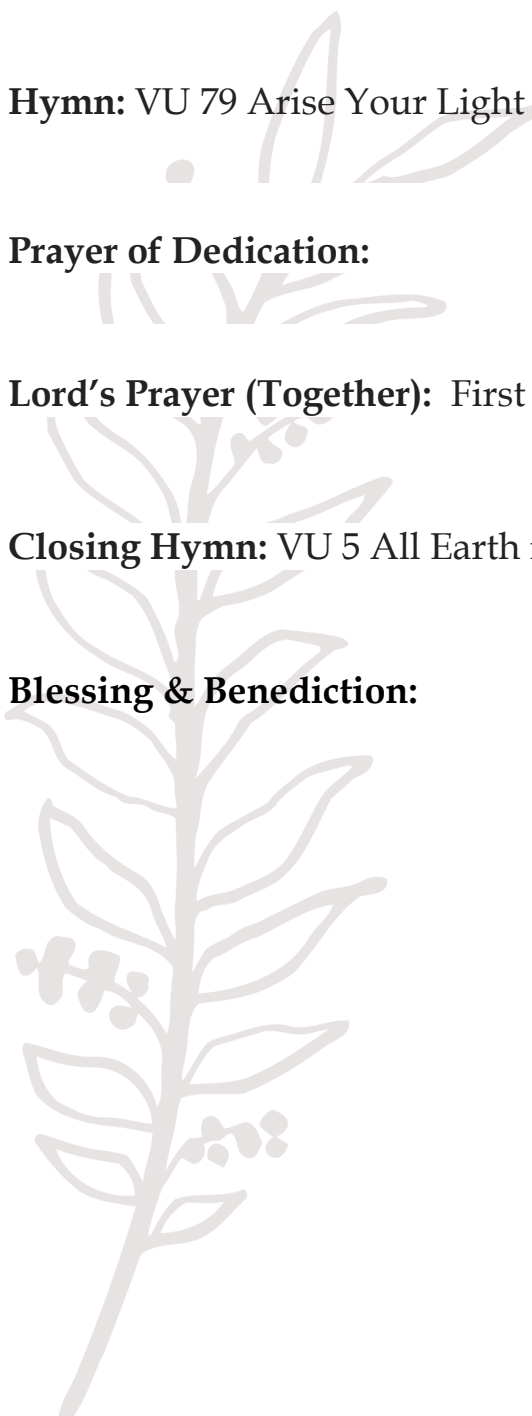 Hymn: VU 79 Arise Your Light
Prayer of Dedication:
Lord’s Prayer (Together): First
Closing Hymn: VU 5 All Earth
Blessing & Benediction: